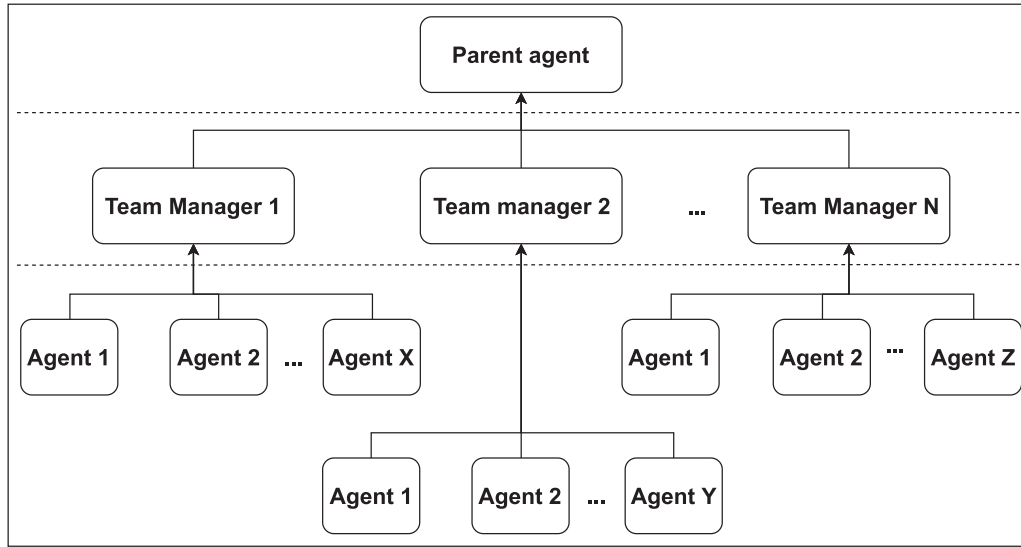 Parent agent
Team Manager 1
Team manager 2
...
Team Manager N
Agent 1
Agent 2
...
Agent X
Agent 1
Agent 2
...
Agent Z
Agent 1
Agent 2
...
Agent Y